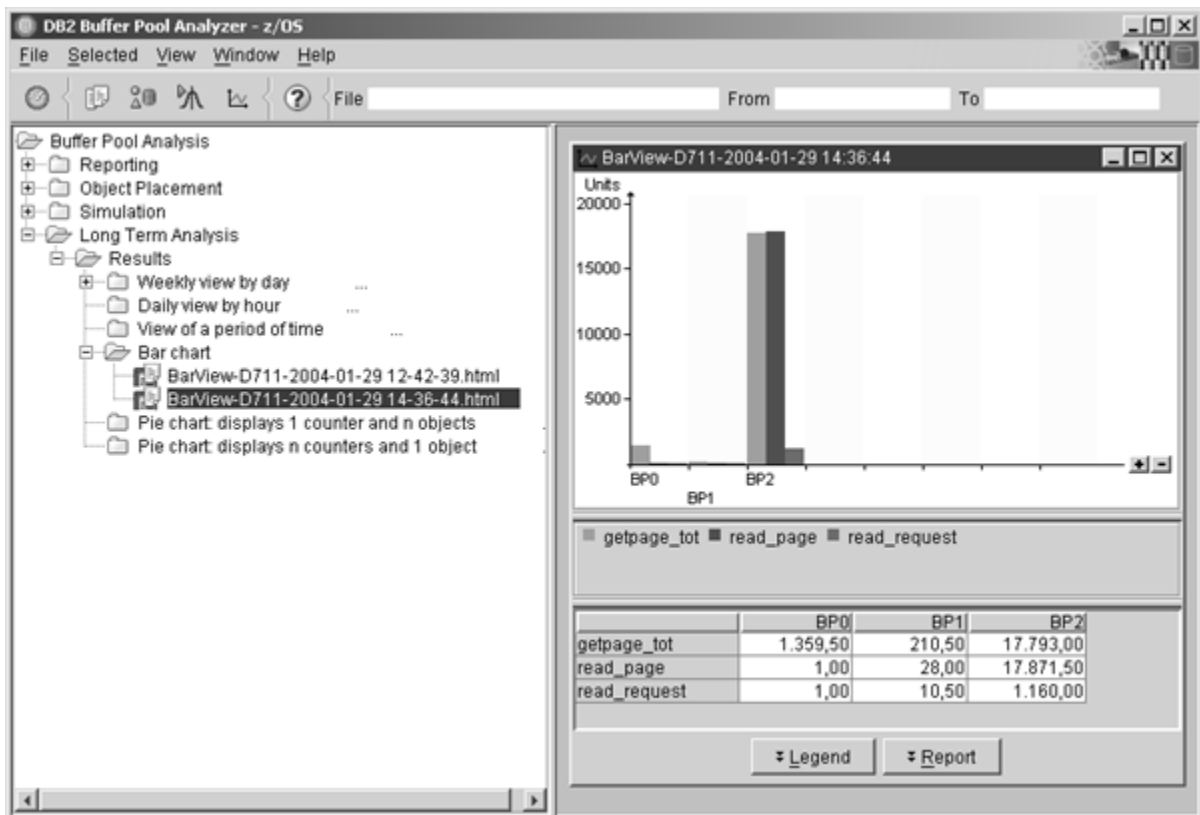 DB2 Buffer Pool Analyzer - z/OS
File Selected View Window Help
File From To
Buffer Pool Analysis
Reporting
Object Placement
Simulation
Long Term Analysis
Results
Weekly view by day ...
Daily view by hour ...
View of a period of time ...
Bar chart
BarView-D711-2004-01-29 12-42-39.html
BarView-D711-2004-01-29 14-36-44.html
Pie chart: displays 1 counter and n objects
Pie chart: displays n counters and 1 object
BarView-D711-2004-01-29 14:36:44
Units
20000
15000
10000
5000
BP0 BP2
BP1
getpage_tot read_page read_request
BP0 BP1 BP2
getpage_tot 1.359,50 210,50 17.793,00
read_page 1,00 28,00 17.871,50
read_request 1,00 10,50 1.160,00
Legend Report